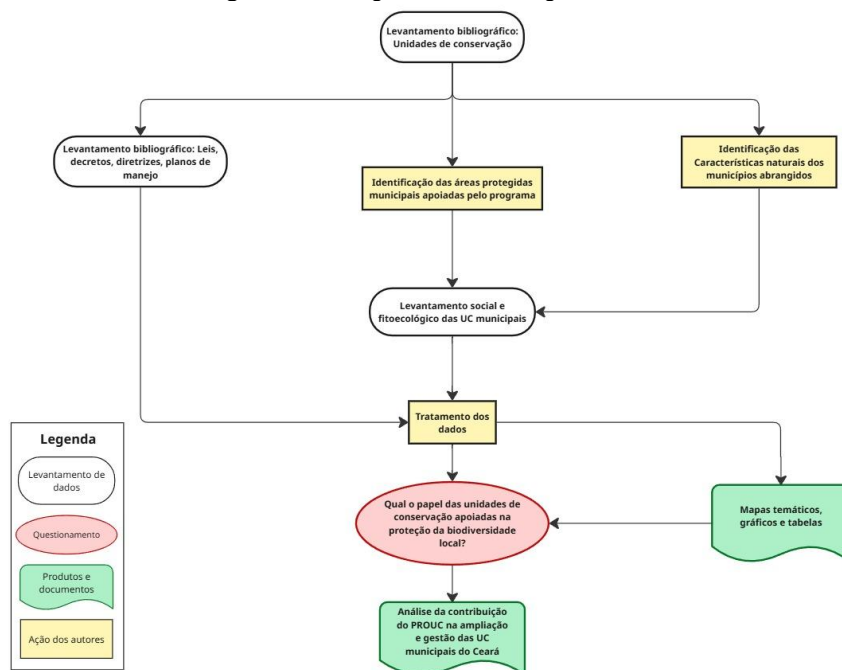 Levantamento bibliográfico:
Unidades de conservação
Levantamento bibliográfico: Leis,
decretos, diretrizes, planos de
manejo
Identificação das áreas protegidas
municipais apoiadas pelo programa
Identificação das
Características naturais dos
municípios abrangidos
Levantamento social e
fitoecológico das UC municipais
Tratamento dos
dados
Qual o papel das unidades de
conservação apoiadas na
proteção da biodiversidade
local?
Mapas temáticos,
gráficos e tabelas
Análise da contribuição
do PROUC na ampliação
e gestão das UC
municipais do Ceará
Legenda
Levantamento de
dados
Questionamento
Produtos e
documentos
Ação dos autores